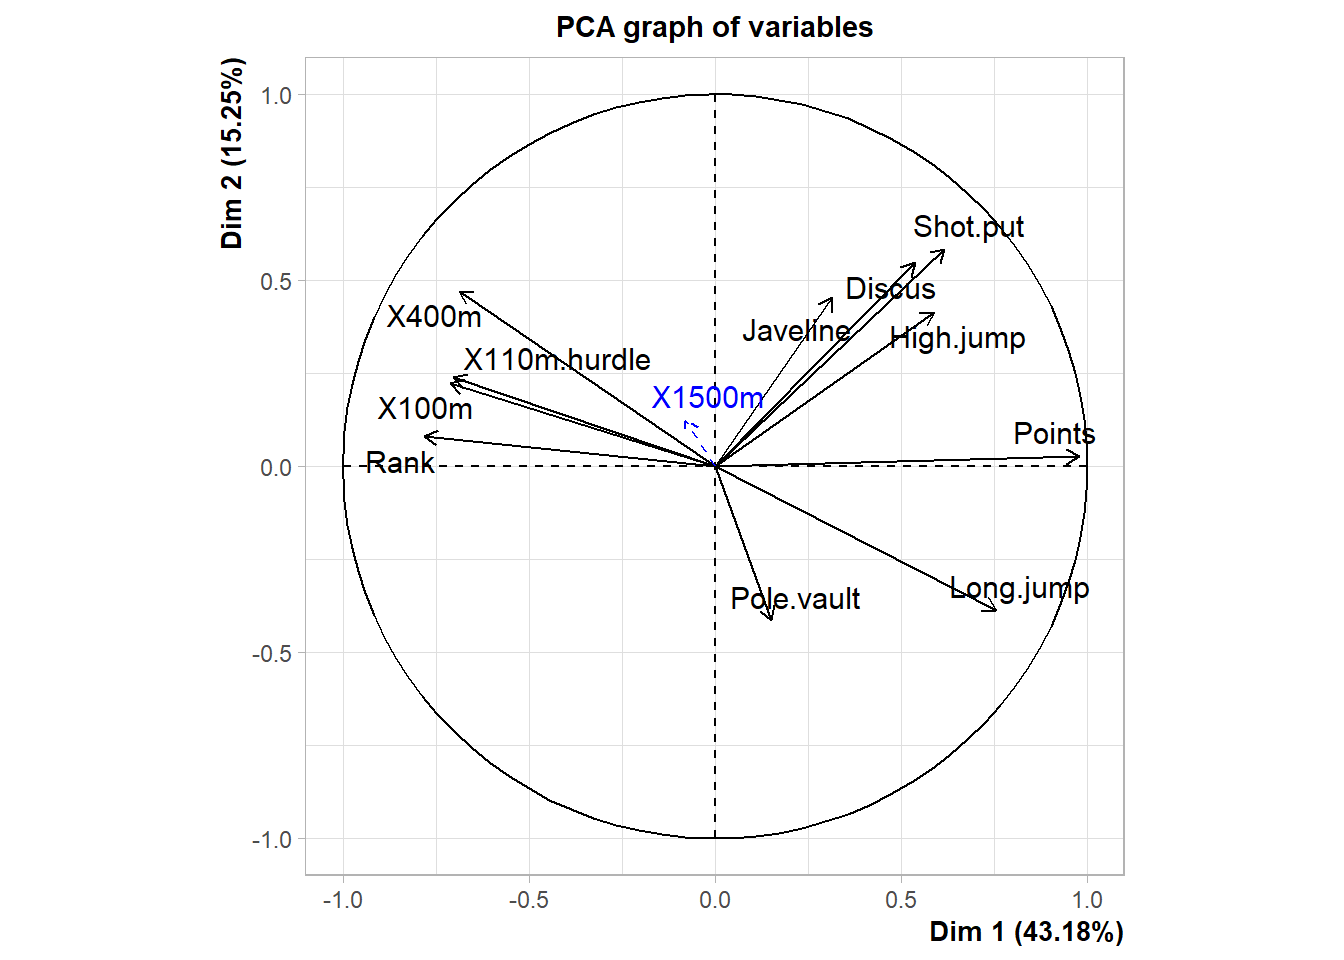 PCA graph of variables
Dim 2 (15.25%)
1.0
0.5
0.0
-0.5
-1.0
Shot.put
Discus
X400m
Javeline
High.jump
X110m.hurdle
X1500m
X100m
Points
Rank
Long.jump
Pole.vault
-1.0
-0.5
0.0
0.5
1.0
Dim 1 (43.18%)